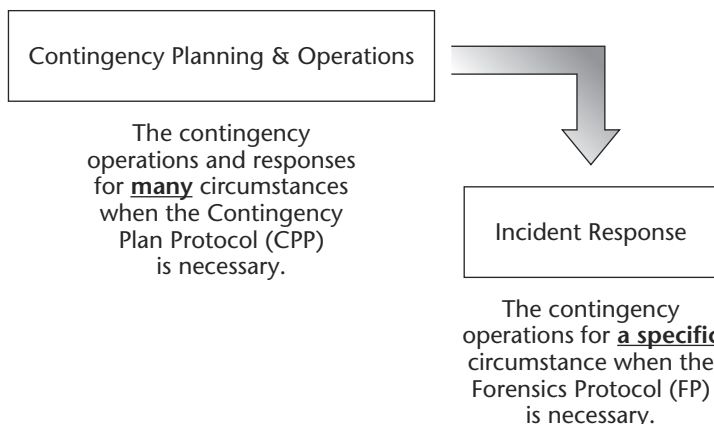 Contingency Planning & Operations
The contingency
operations and responses
for many circumstances
when the Contingency
Plan Protocol (CPP)
is necessary.
Incident Response
The contingency
operations for a specific
circumstance when the
Forensics Protocol (FP)
is necessary.